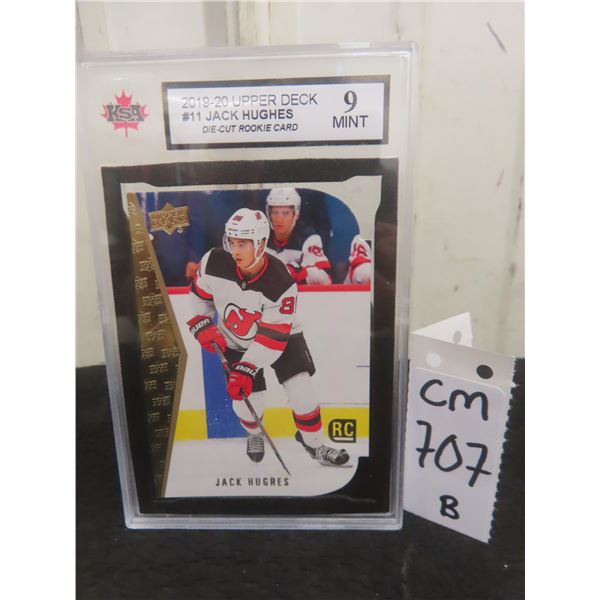 KSA
2019-20 UPPER DECK
#11 JACK HUGHES
DIE-CUT ROOKIE CARD
9
MINT
UPPER DECK
86
RC
JACK HUGHES
CM
707
B